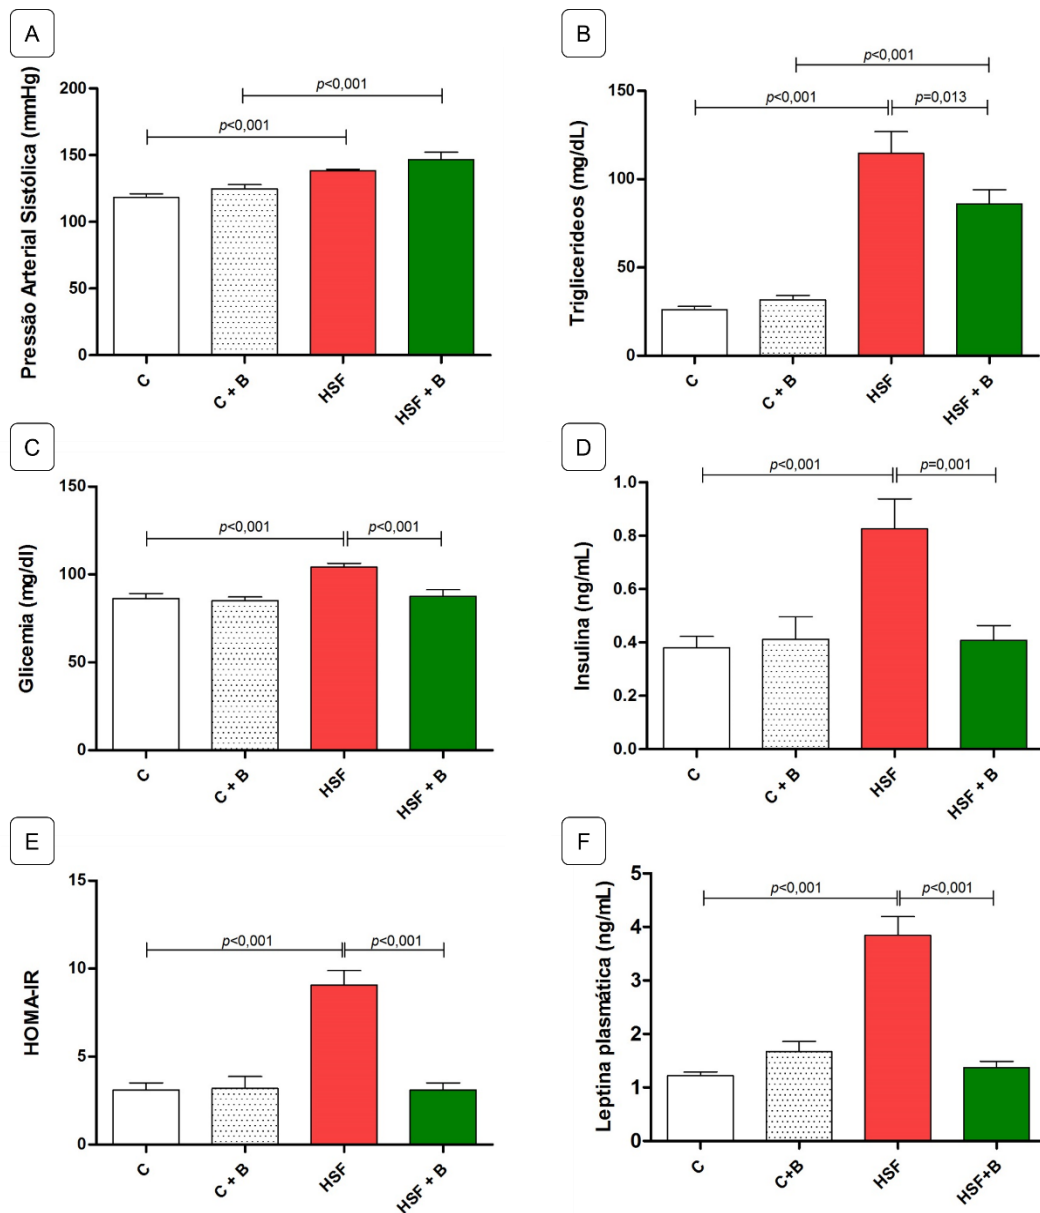 A
Pressão Arterial Sistólica (mmHg)
200
150
100
50
0
p<0,001
p<0,001
C
C + B
HSF
HSF + B
B
Triglicerídeos (mg/dL)
150
100
50
0
p<0,001
p<0,001
p=0,013
C
C + B
HSF
HSF + B
C
Glicemia (mg/dl)
150
100
50
0
p<0,001
p<0,001
C
C + B
HSF
HSF + B
D
Insulina (ng/mL)
1.0
0.8
0.6
0.4
0.2
0.0
p<0,001
p=0,001
C
C + B
HSF
HSF + B
E
HOMA-IR
15
10
5
0
p<0,001
p<0,001
C
C + B
HSF
HSF + B
F
Leptina plasmática (ng/mL)
5
4
3
2
1
0
p<0,001
p<0,001
C
C+B
HSF
HSF+B